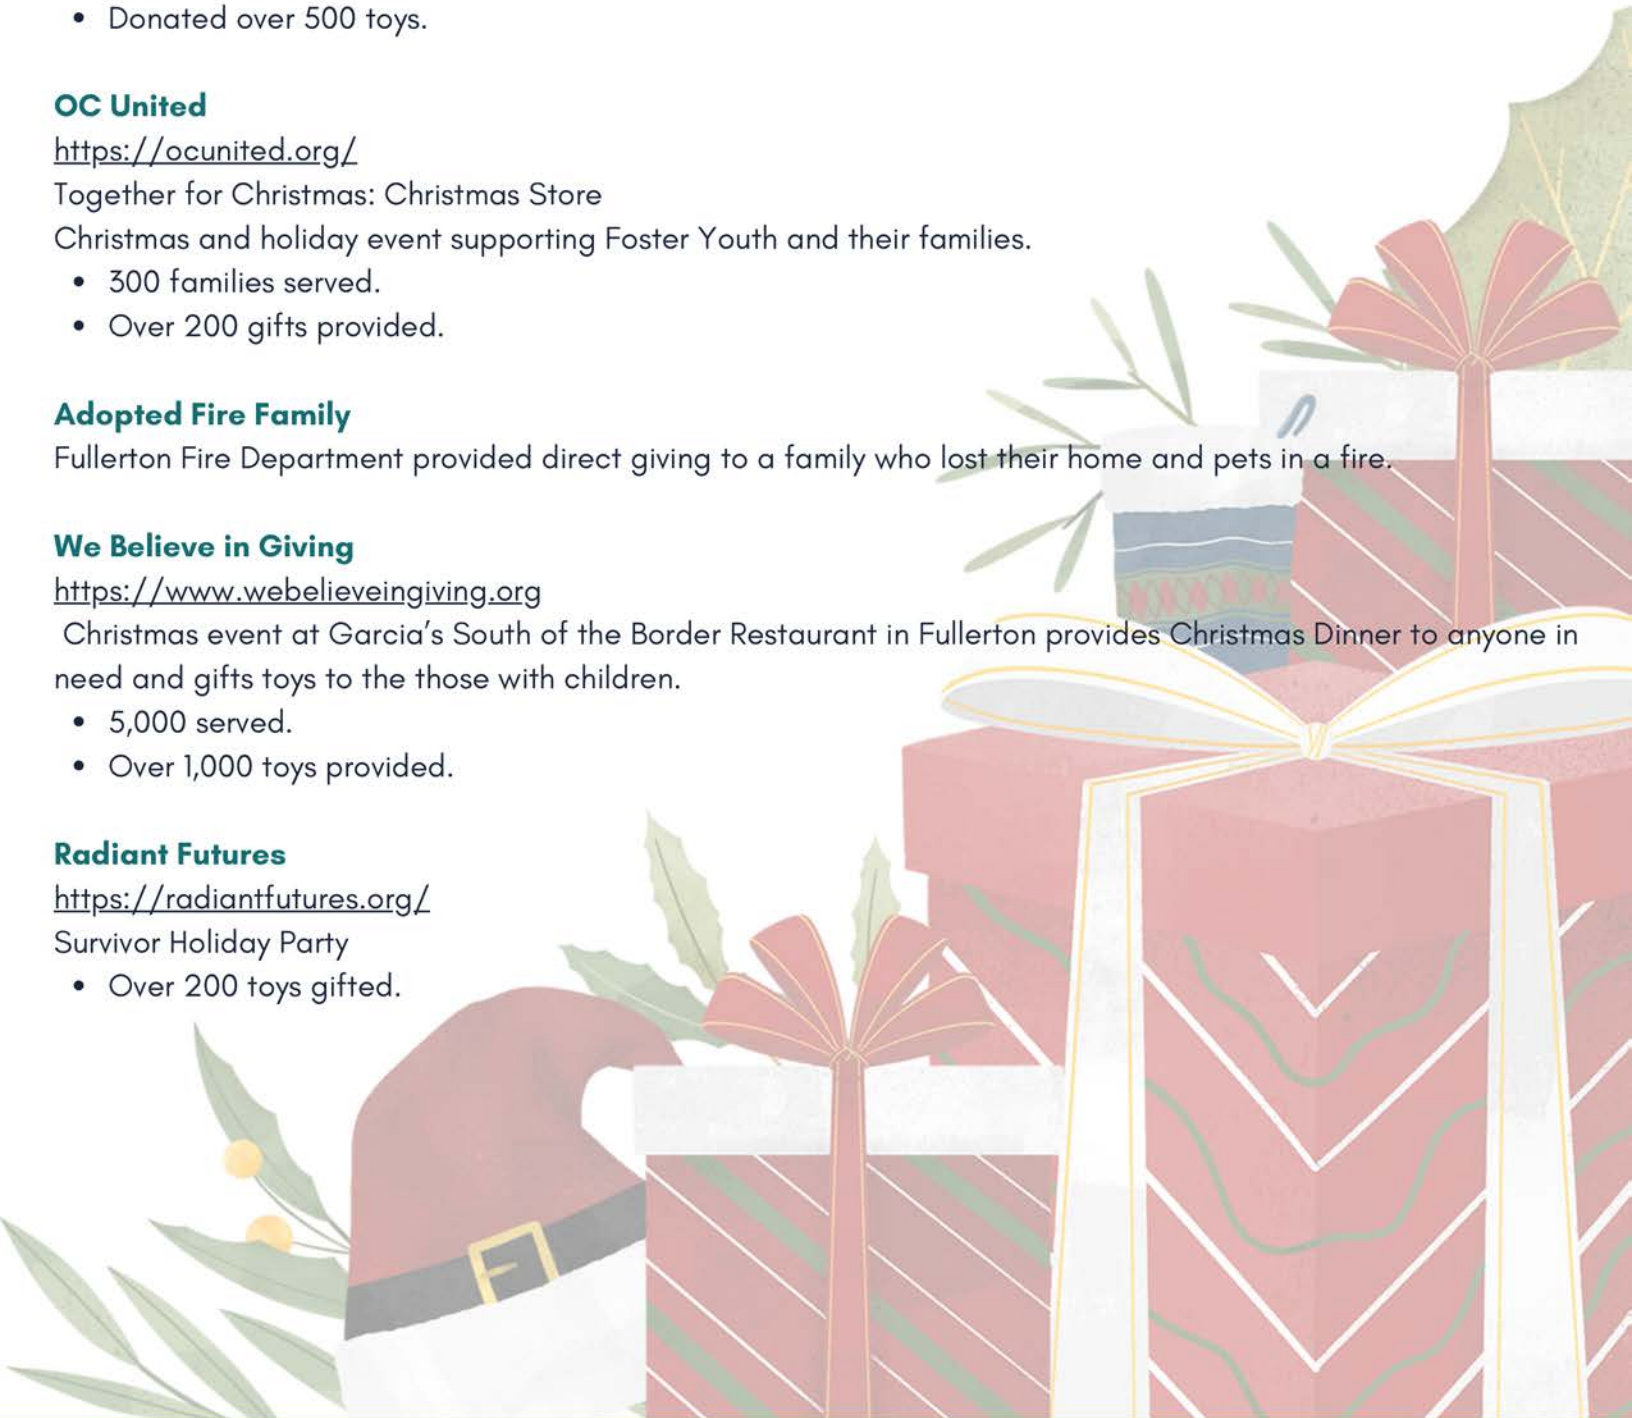 • Donated over 500 toys.
OC United
https://ocunited.org/
Together for Christmas: Christmas Store
Christmas and holiday event supporting Foster Youth and their families.
• 300 families served.
• Over 200 gifts provided.
Adopted Fire Family
Fullerton Fire Department provided direct giving to a family who lost their home and pets in a fire.
We Believe in Giving
https://www.webelieveingiving.org
Christmas event at Garcia’s South of the Border Restaurant in Fullerton provides Christmas Dinner to anyone in
need and gifts toys to the those with children.
• 5,000 served.
• Over 1,000 toys provided.
Radiant Futures
https://radiantfutures.org/
Survivor Holiday Party
• Over 200 toys gifted.